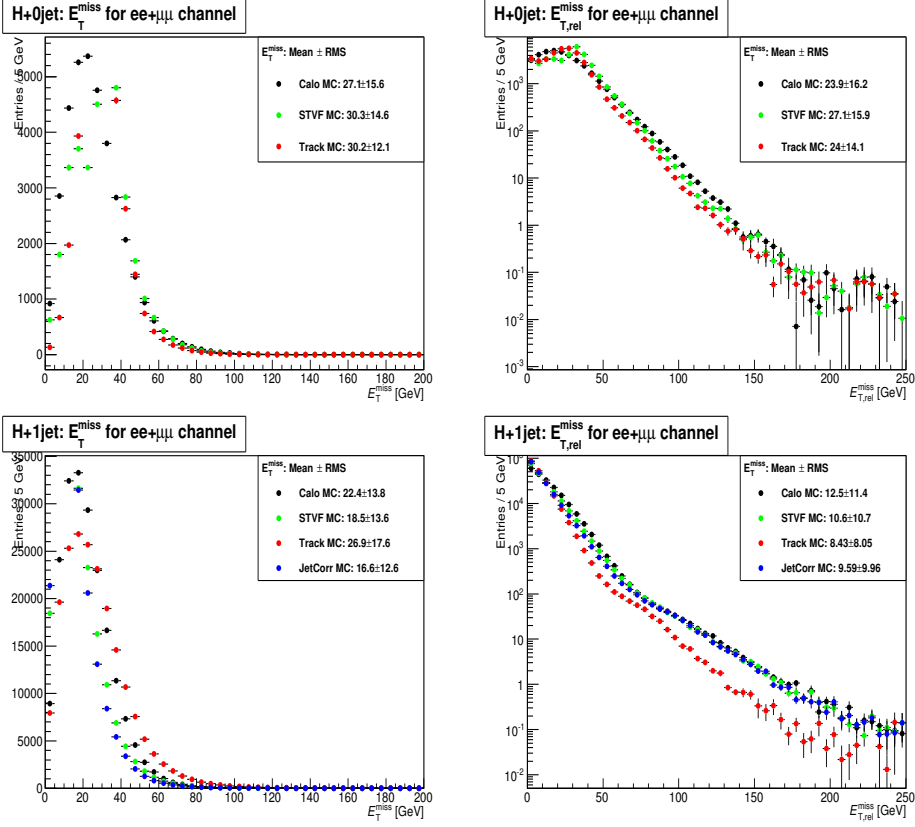 H+0jet: E_T^miss for ee+μμ channel
Entries / 5 GeV
E_T^miss: Mean ± RMS
Calo MC: 27.1±15.6
STVF MC: 30.3±14.6
Track MC: 30.2±12.1
5000
4000
3000
2000
1000
0
0 20 40 60 80 100 120 140 160 180 200
E_T^miss [GeV]
H+0jet: E_T,rel^miss for ee+μμ channel
Entries / 5 GeV
E_T^miss: Mean ± RMS
Calo MC: 23.9±16.2
STVF MC: 27.1±15.9
Track MC: 24±14.1
10^3
10^2
10
1
10^-1
10^-2
10^-3
0 50 100 150 200 250
E_T,rel^miss [GeV]
H+1jet: E_T^miss for ee+μμ channel
Entries / 5 GeV
E_T^miss: Mean ± RMS
Calo MC: 22.4±13.8
STVF MC: 18.5±13.6
Track MC: 26.9±17.6
JetCorr MC: 16.6±12.6
35000
30000
25000
20000
15000
10000
5000
0
0 20 40 60 80 100 120 140 160 180 200
E_T^miss [GeV]
H+1jet: E_T,rel^miss for ee+μμ channel
Entries / 5 GeV
E_T^miss: Mean ± RMS
Calo MC: 12.5±11.4
STVF MC: 10.6±10.7
Track MC: 8.43±8.05
JetCorr MC: 9.59±9.96
10^4
10^3
10^2
10
1
10^-1
10^-2
0 50 100 150 200 250
E_T,rel^miss [GeV]